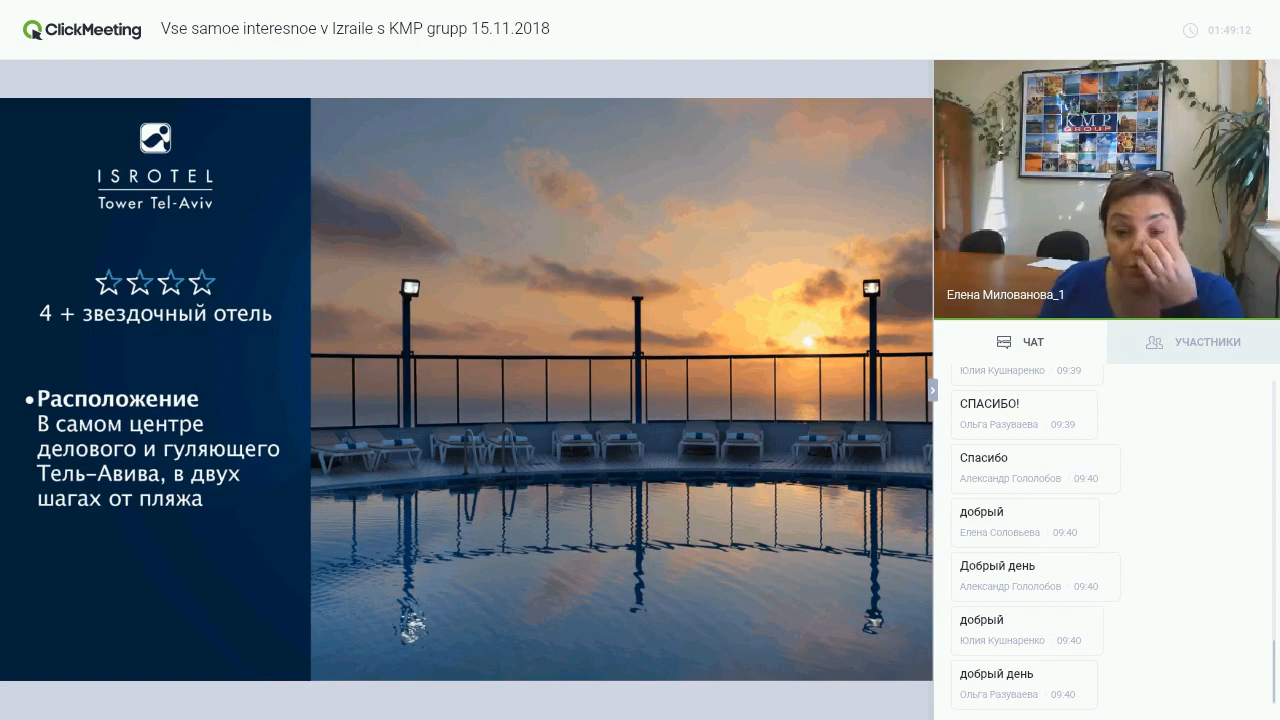 ClickMeeting
Vse samoe interesnoe v Izraile s KMP grupp 15.11.2018
01:49:12
ISROTEL
Tower Tel-Aviv
4 + звездочный отель
•Расположение
В самом центре
делового и гуляющего
Тель-Авива, в двух
шагах от пляжа
KMP
GROUP
Елена Милованова_1
ЧАТ
УЧАСТНИКИ
Юлия Кушнаренко 09:39
СПАСИБО!
Ольга Разуваева 09:39
Спасибо
Александр Гололобов 09:40
добрый
Елена Соловьева 09:40
Добрый день
Александр Гололобов 09:40
добрый
Юлия Кушнаренко 09:40
добрый день
Ольга Разуваева 09:40